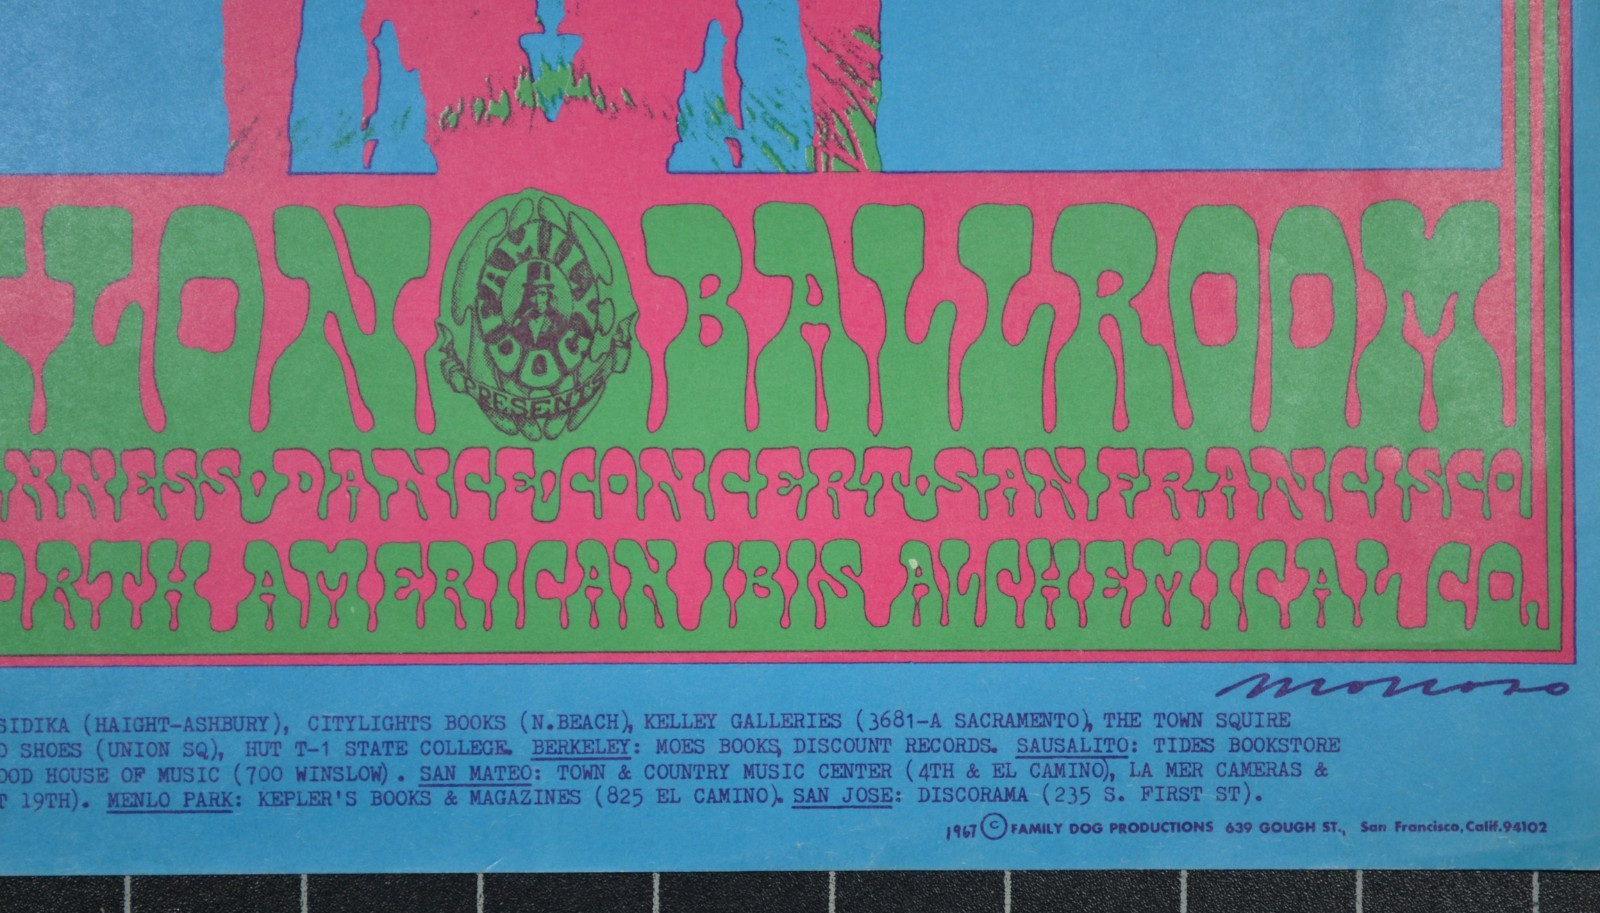 LON BALLROOM
FAMILY DOG PRESENTS
NNESS·DANCE·CONCERT·SAN FRANCISCO
ORTH AMERICAN IBIS ALCHEMICAL CO.
Moscoso
SIDIKA (HAIGHT-ASHBURY), CITYLIGHTS BOOKS (N.BEACH), KELLEY GALLERIES (3681-A SACRAMENTO), THE TOWN SQUIRE
O SHOES (UNION SQ), HUT T-1 STATE COLLEGE. BERKELEY: MOES BOOKS, DISCOUNT RECORDS. SAUSALITO: TIDES BOOKSTORE
OOD HOUSE OF MUSIC (700 WINSLOW). SAN MATEO: TOWN & COUNTRY MUSIC CENTER (4TH & EL CAMINO), LA MER CAMERAS &
T 19TH). MENLO PARK: KEPLER'S BOOKS & MAGAZINES (825 EL CAMINO). SAN JOSE: DISCORAMA (235 S. FIRST ST).
1967 © FAMILY DOG PRODUCTIONS 639 GOUGH ST., San Francisco, Calif. 94102